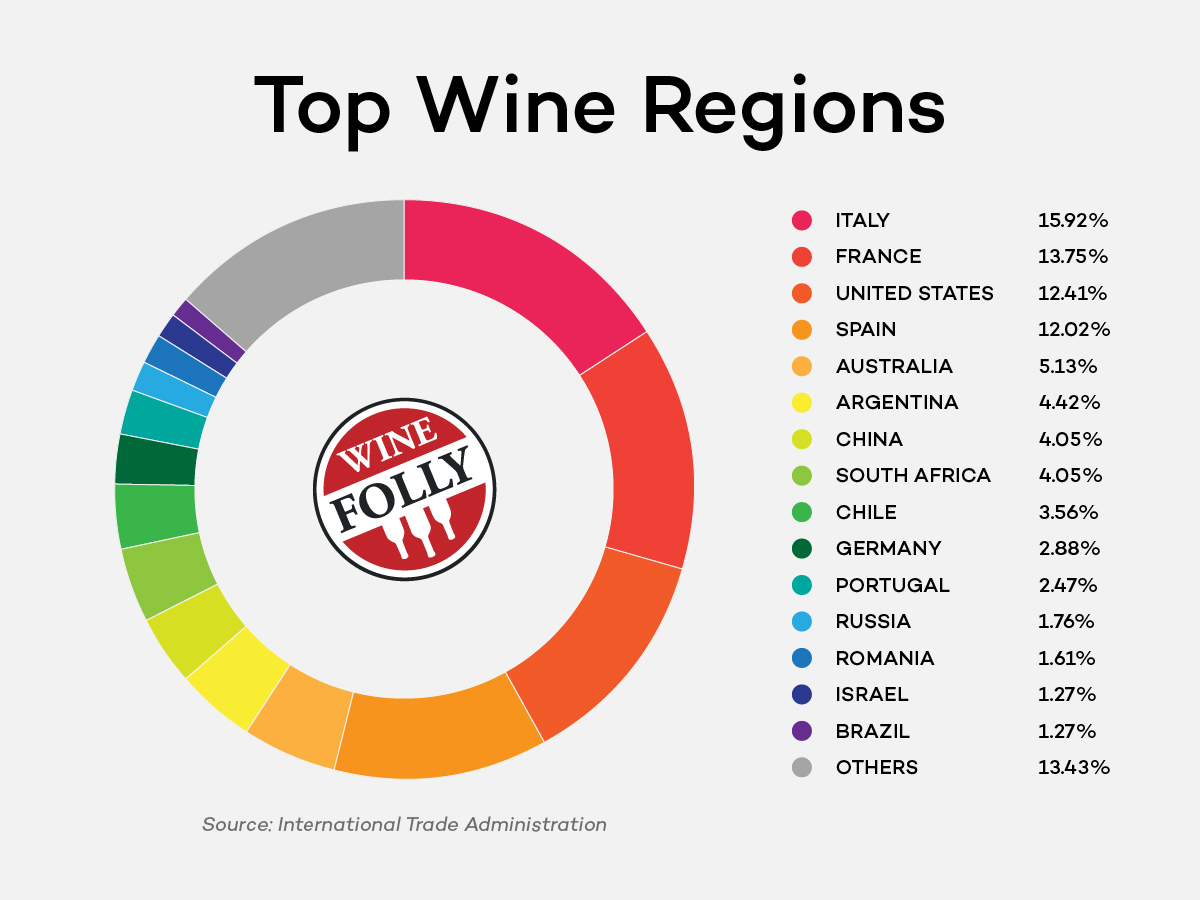 Top Wine Regions
WINE
FOLLY
ITALY 15.92%
FRANCE 13.75%
UNITED STATES 12.41%
SPAIN 12.02%
AUSTRALIA 5.13%
ARGENTINA 4.42%
CHINA 4.05%
SOUTH AFRICA 4.05%
CHILE 3.56%
GERMANY 2.88%
PORTUGAL 2.47%
RUSSIA 1.76%
ROMANIA 1.61%
ISRAEL 1.27%
BRAZIL 1.27%
OTHERS 13.43%
Source: International Trade Administration